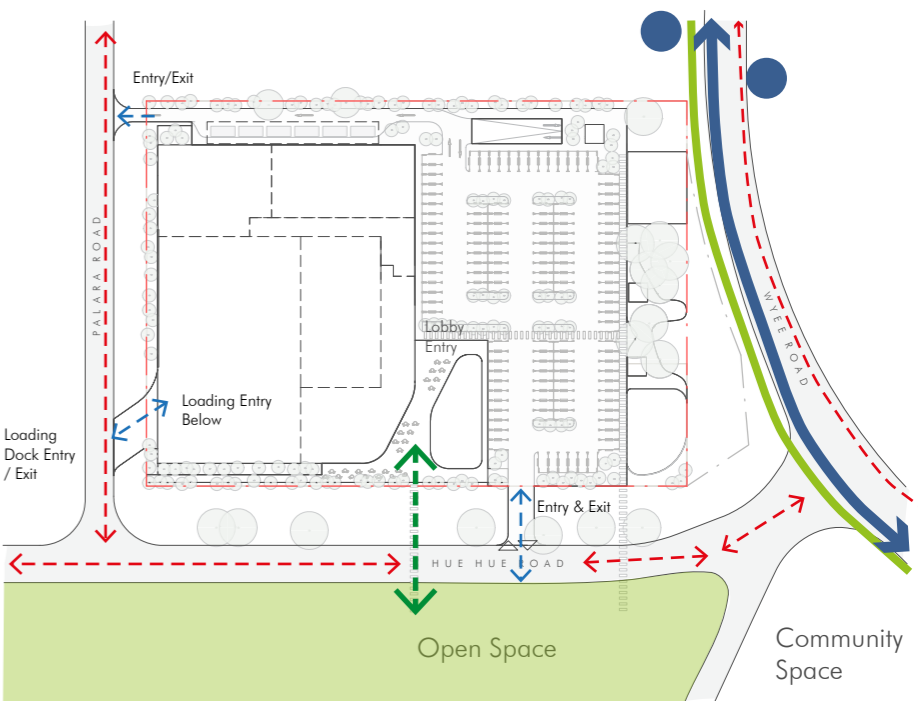 Entry/Exit
PALARA ROAD
WYEE ROAD
Lobby
Entry
Loading Entry
Below
Loading
Dock Entry
/ Exit
Entry & Exit
HUE HUE ROAD
Open Space
Community
Space